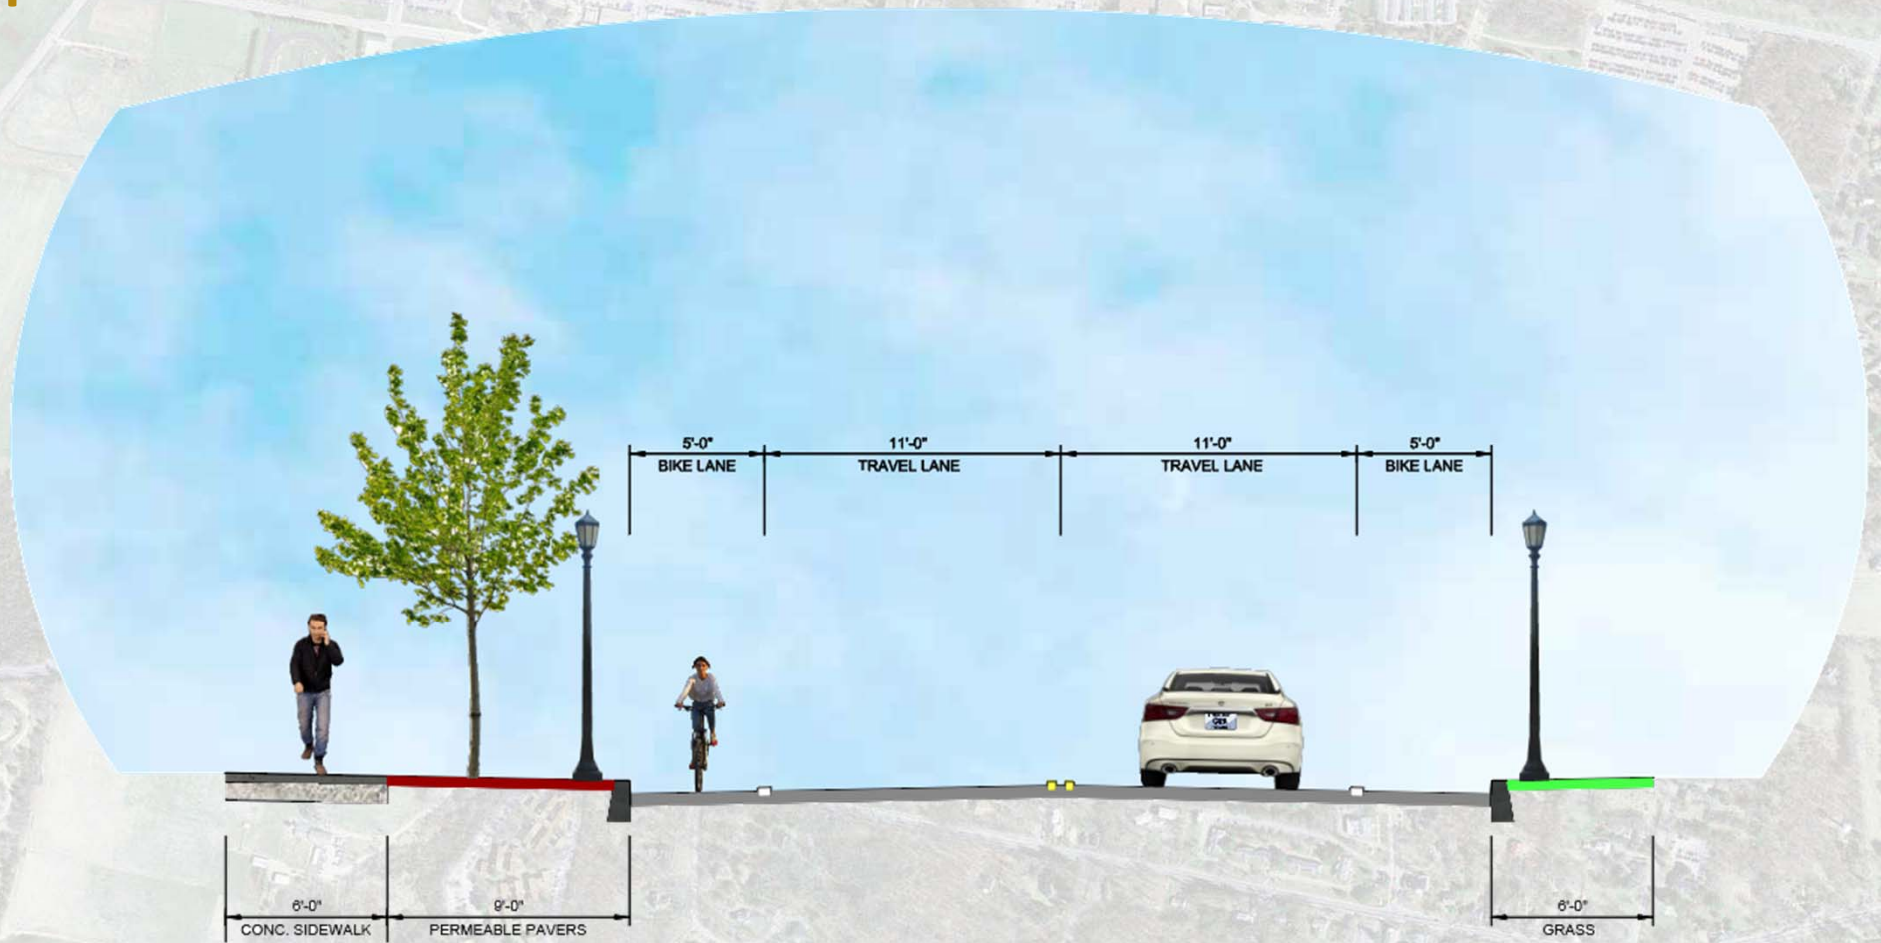 5'-0" 11'-0" 11'-0" 5'-0"
BIKE LANE TRAVEL LANE TRAVEL LANE BIKE LANE
6'-0" 9'-0" 6'-0"
CONC. SIDEWALK PERMEABLE PAVERS GRASS